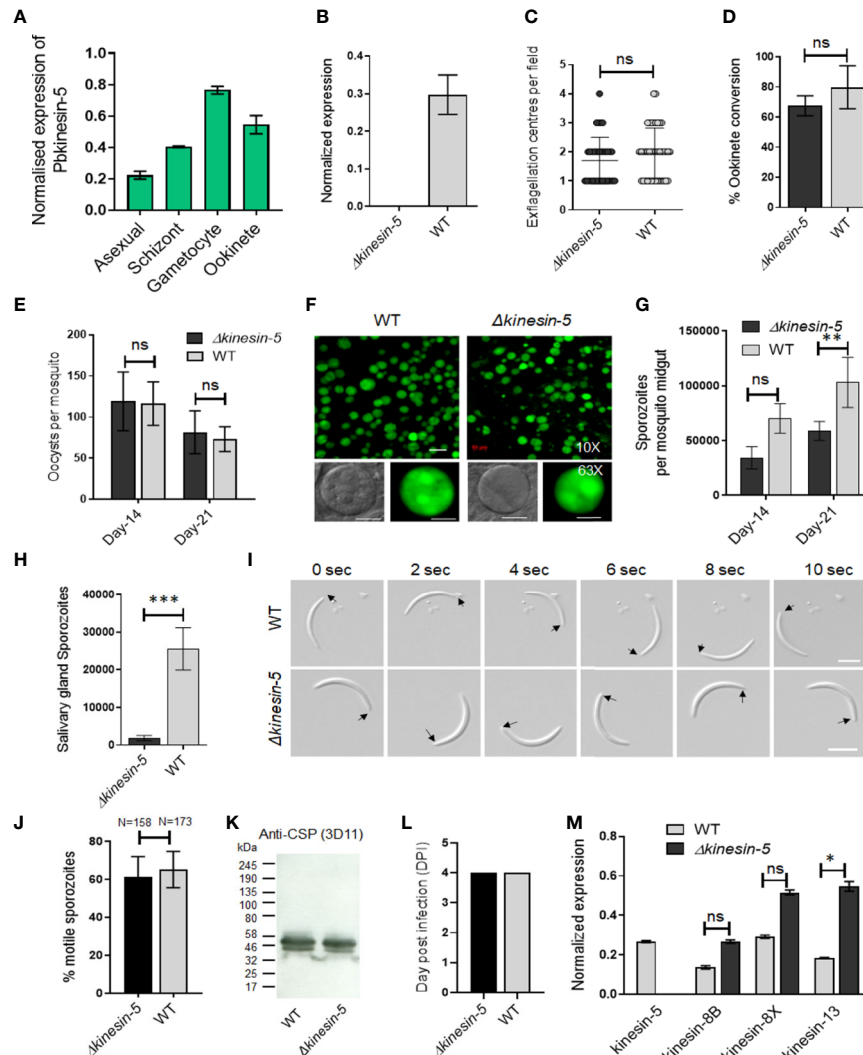 A
Normalised expression of
Pbkinesin-5
1.0
0.8
0.6
0.4
0.2
0.0
Asexual
Schizont
Gametocyte
Ookinete
B
Normalized expression
0.4
0.3
0.2
0.1
0.0
Δkinesin-5
WT
C
Exflagellation centres per field
5
4
3
2
1
0
ns
Δkinesin-5
WT
D
% Ookinete conversion
100
80
60
40
20
0
ns
Δkinesin-5
WT
E
Oocysts per mosquito
200
150
100
50
0
Δkinesin-5
WT
ns
ns
Day-14
Day-21
F
WT
Δkinesin-5
10X
63X
G
Sporozoites
per mosquito midgut
150000
100000
50000
0
Δkinesin-5
WT
ns
**
Day-14
Day-21
H
Salivary gland Sporozoites
40000
30000
20000
10000
0
***
Δkinesin-5
WT
I
0 sec
2 sec
4 sec
6 sec
8 sec
10 sec
WT
Δkinesin-5
J
% motile sporozoites
80
60
40
20
0
N=158
N=173
Δkinesin-5
WT
K
Anti-CSP (3D11)
kDa
245
190
135
100
80
58
46
32
25
17
WT
Δkinesin-5
L
Day post infection (DPI)
5
4
3
2
1
0
Δkinesin-5
WT
M
WT
Δkinesin-5
Normalized expression
0.8
0.6
0.4
0.2
0.0
ns
ns
*
kinesin-5
kinesin-8B
kinesin-8X
kinesin-13